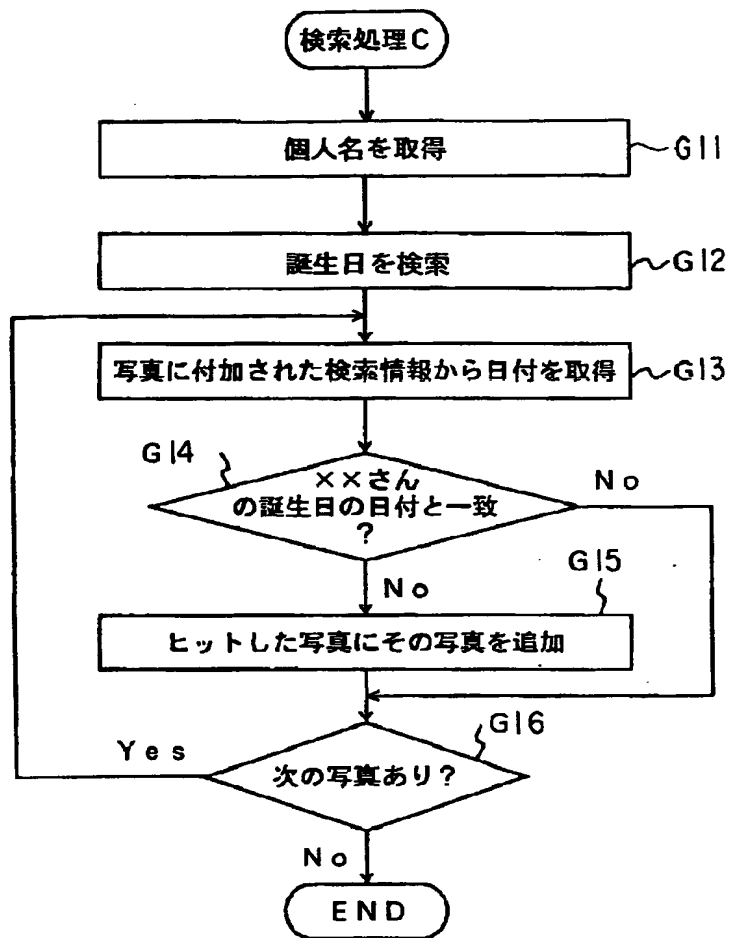 検索処理C
個人名を取得
G11
誕生日を検索
G12
写真に付加された検索情報から日付を取得
G13
G14
××さん
の誕生日の日付と一致
?
No
No
G15
ヒットした写真にその写真を追加
G16
次の写真あり?
Yes
No
END